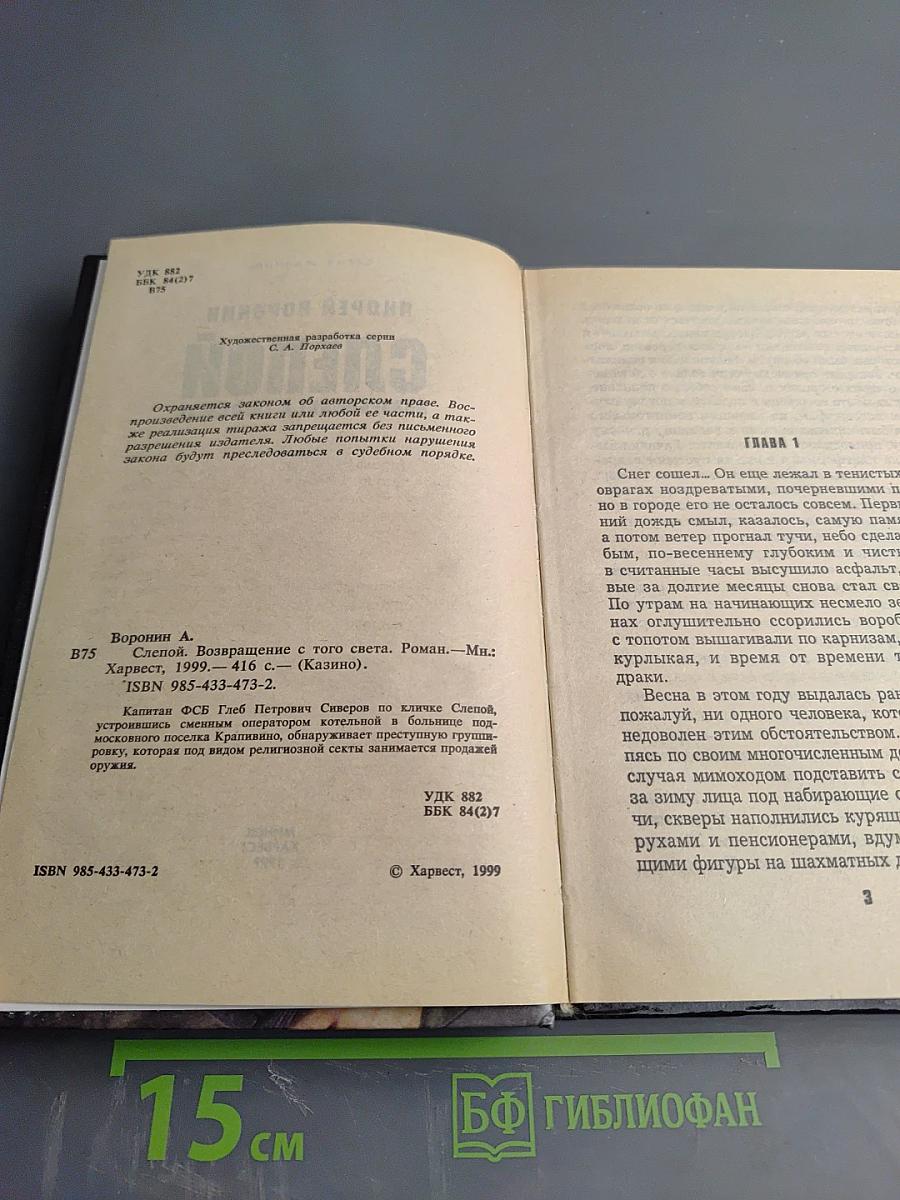 УДК 882
ББК 84(2)7
В75
Художественная разработка серии
С. А. Порхаев
Охраняется законом об авторском праве. Вос-
произведение всей книги или любой ее части, а так-
же реализация тиража запрещается без письменного
разрешения издателя. Любые попытки нарушения
закона будут преследоваться в судебном порядке.
Воронин А.
В75 Слепой. Возвращение с того света. Роман.—Мн.:
Харвест, 1999.— 416 с.— (Казино).
ISBN 985-433-473-2.
Капитан ФСБ Глеб Петрович Сиверов по кличке Слепой,
устроившись сменным оператором котельной в больнице под-
московного поселка Крапивино, обнаруживает преступную группи-
ровку, которая под видом религиозной секты занимается продажей
оружия.
УДК 882
ББК 84(2)7
ISBN 985-433-473-2 © Харвест, 1999
ГЛАВА 1
Снег сошел... Он еще лежал в тенистых
оврагах ноздреватыми, почерневшими
но в городе его не осталось совсем.
ний дождь смыл, казалось, самую
а потом ветер прогнал тучи, небо
бым, по-весеннему глубоким и
в считанные часы высушило асфальт,
вые за долгие месяцы снова стал
По утрам на начинающих несмело
нах оглушительно ссорились
с топотом вышагивали по карнизам,
курлыкая, и время от времени
драки.
Весна в этом году выдалась
пожалуй, ни одного человека,
недоволен этим обстоятельством.
пясь по своим многочисленным
случая мимоходом подставить
за зиму лица под набирающие
чи, скверы наполнились
рухами и пенсионерами,
щими фигуры на шахматных
3
15 см
БФ ГИБЛИОФАН